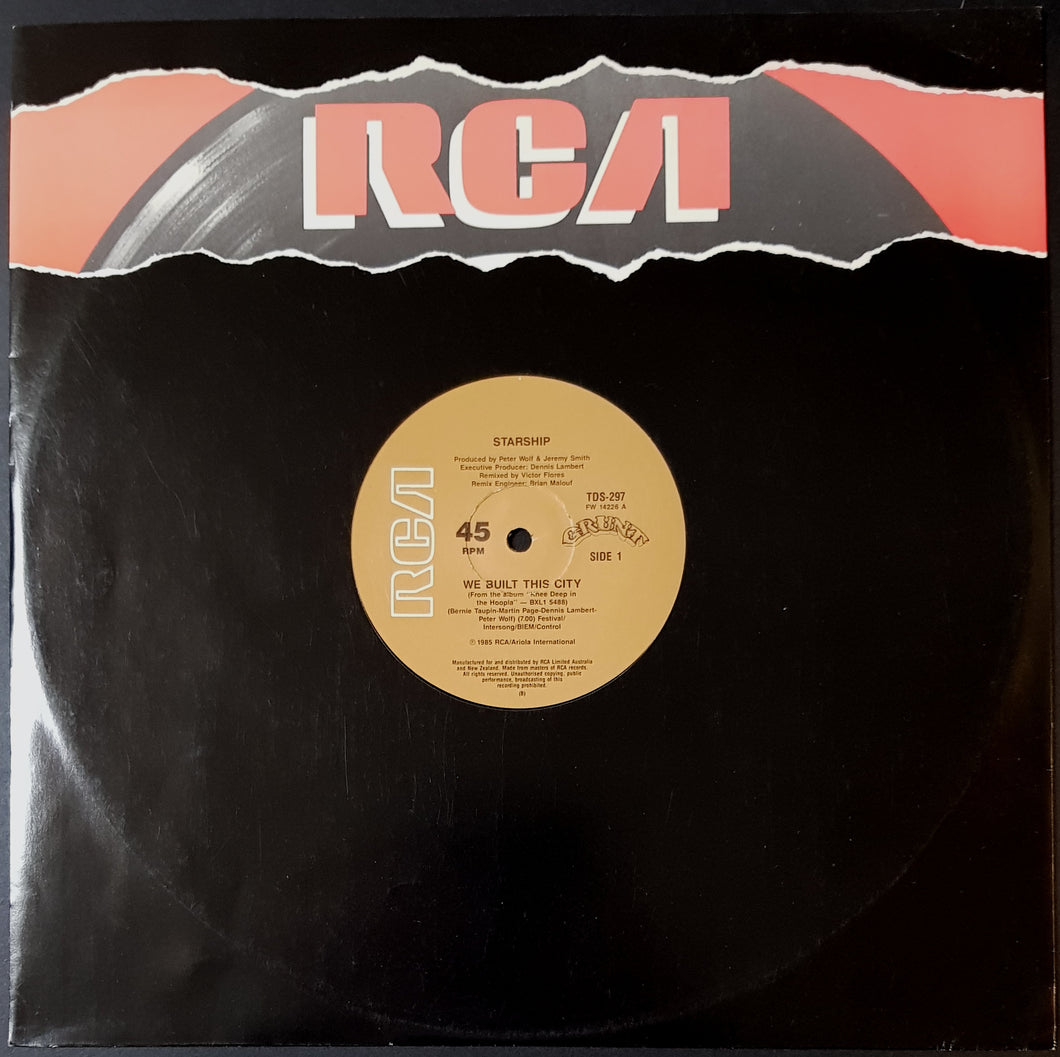 RCA
STARSHIP
Produced by Peter Wolf & Jeremy Smith
Executive Producer: Dennis Lambert
Remixed by Victor Flores
Remix Engineer: Brian Malouf
RCA
45
RPM
TDS-297
FW 14226 A
GRUNT
SIDE 1
WE BUILT THIS CITY
(From the album "Knee Deep in
the Hoopla" — BXL1 5488)
(Bernie Taupin-Martin Page-Dennis Lambert-
Peter Wolf) (7.00) Festival/
Intersong/BIEM/Control
℗ 1985 RCA/Ariola International
Manufactured for and distributed by RCA Limited Australia
and New Zealand. Made from masters of RCA records.
All rights reserved. Unauthorised copying, public
performance, broadcasting of this
recording prohibited.
(B)